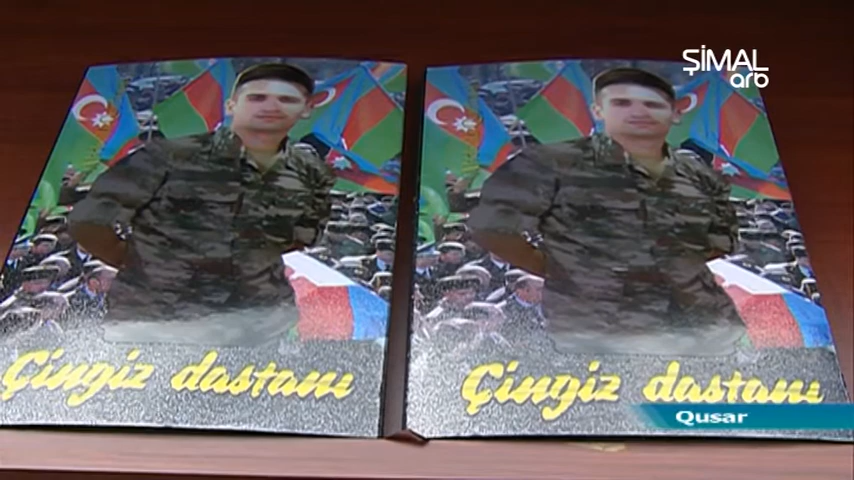 ŞİMAL
arb
Çingiz dastanı
Çingiz dastanı
Qusar